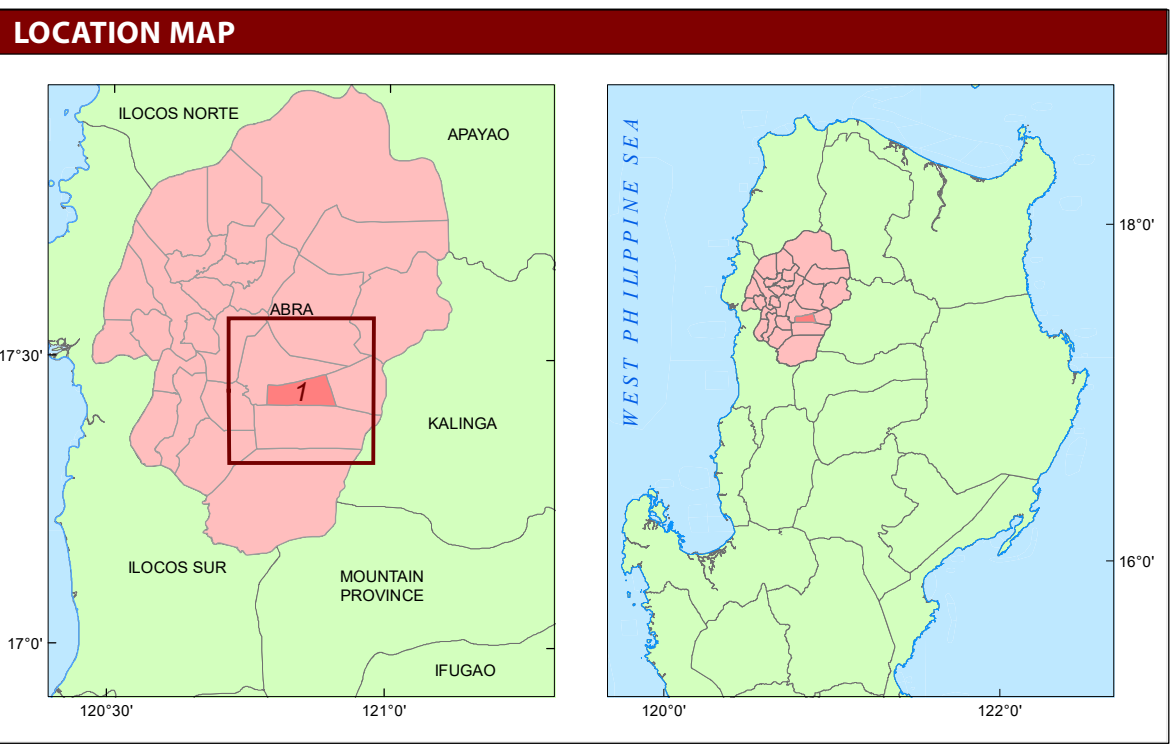 LOCATION MAP
ILOCOS NORTE
APAYAO
ABRA
1
KALINGA
ILOCOS SUR
MOUNTAIN
PROVINCE
IFUGAO
17°30'
17°0'
120°30'
121°0'
WEST PHILIPPINE SEA
18°0'
16°0'
120°0'
122°0'